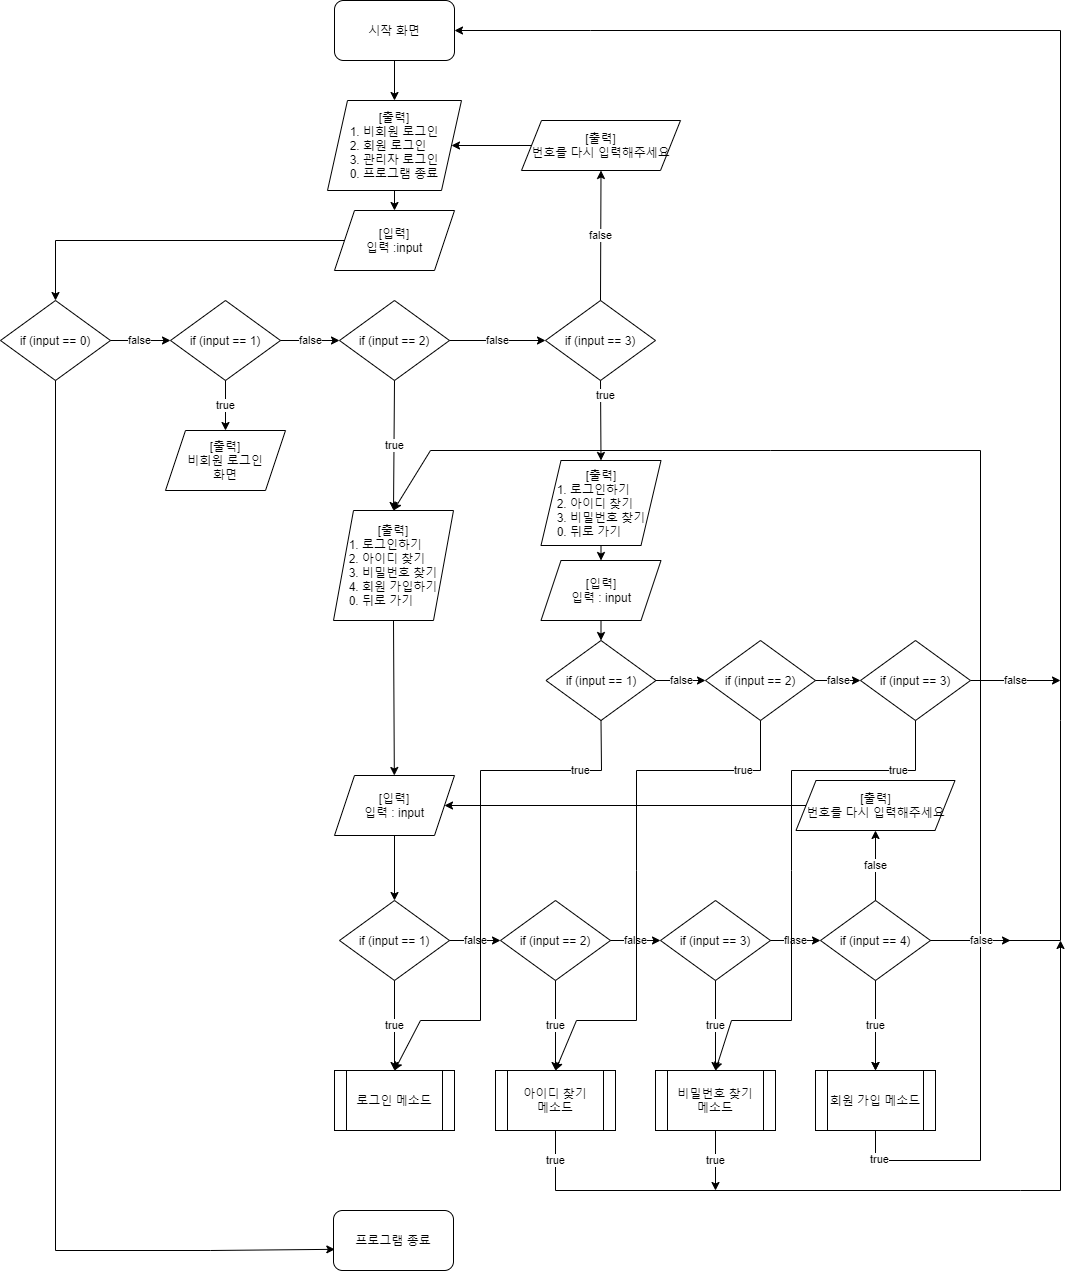 시작 화면
[출력]
1. 비회원 로그인
2. 회원 로그인
3. 관리자 로그인
0. 프로그램 종료
[출력]
번호를 다시 입력해주세요
[입력]
입력 :input
false
if (input == 0)
false
if (input == 1)
false
if (input == 2)
false
if (input == 3)
true
true
true
[출력]
비회원 로그인
화면
[출력]
1. 로그인하기
2. 아이디 찾기
3. 비밀번호 찾기
0. 뒤로 가기
[출력]
1. 로그인하기
2. 아이디 찾기
3. 비밀번호 찾기
4. 회원 가입하기
0. 뒤로 가기
[입력]
입력 : input
if (input == 1)
false
if (input == 2)
false
if (input == 3)
false
true
true
true
[입력]
입력 : input
[출력]
번호를 다시 입력해주세요
false
if (input == 1)
false
if (input == 2)
false
if (input == 3)
flase
if (input == 4)
false
true
true
true
true
로그인 메소드
아이디 찾기
메소드
비밀번호 찾기
메소드
회원 가입 메소드
true
true
true
프로그램 종료